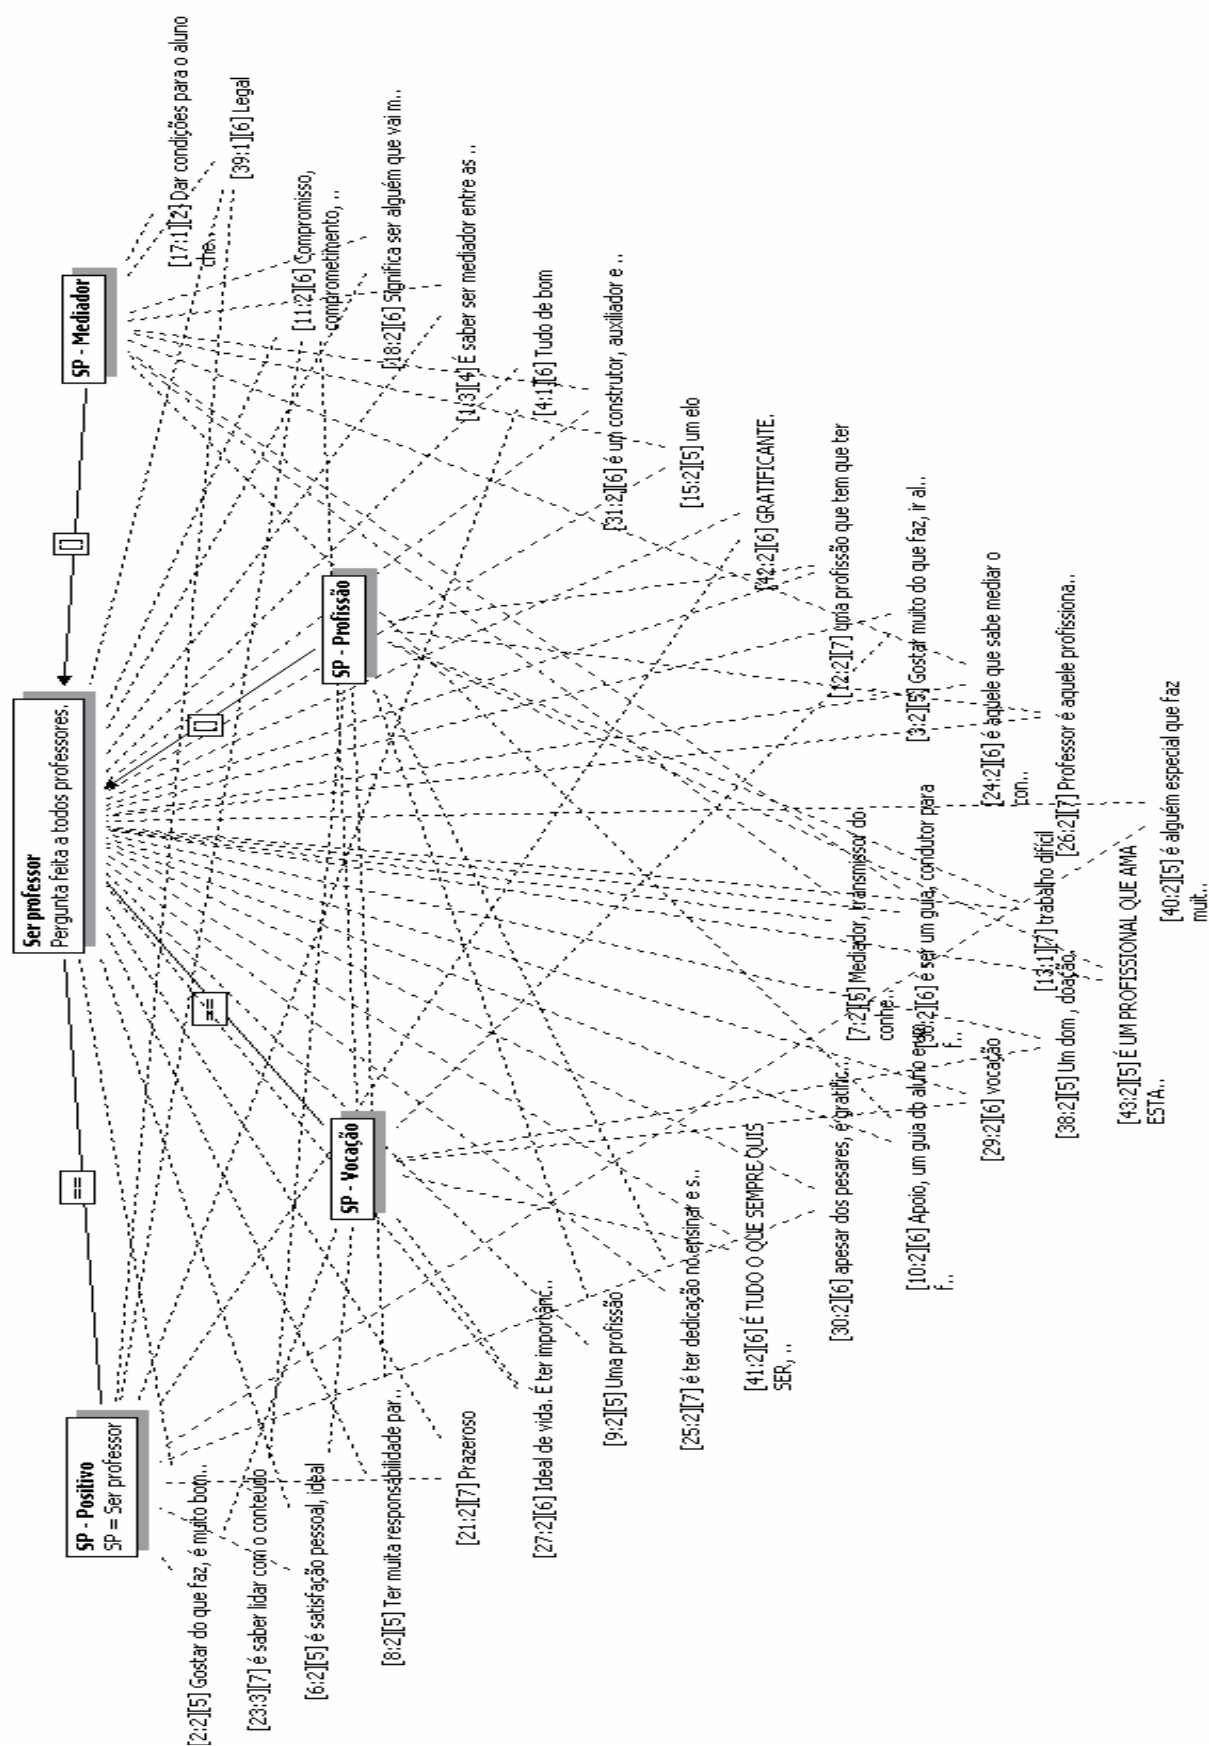 Ser professor
Pergunta feita a todos professores.
SP - Positivo
SP = Ser professor
SP - Vocação
SP - Profissão
SP - Mediador
==
==
[]
[]
[2:2][5] Gostar do que faz, é muito bom..
[23:3][7] é saber lidar com o conteúdo
[6:2][5] é satisfação pessoal, ideal
[8:2][5] Ter muita responsabilidade par..
[21:2][7] Prazeroso
[27:2][6] Ideal de vida. É ter importânc..
[9:2][5] Uma profissão
[25:2][7] é ter dedicação no ensinar e s..
[41:2][6] É TUDO O QUE SEMPRE QUIS
SER, ..
[30:2][6] apesar dos pesares, é gratific..
[10:2][6] Apoio, um guia do aluno
f..
[29:2][6] vocação
[38:2][5] Um dom , doação.
[43:2][5] É UM PROFISSIONAL QUE AMA
ESTA..
[40:2][5] é alguém especial que faz
muit..
[13:1][7] trabalho difícil
[7:2][6] Mediador, transmissor do
conhe..
é ser um guia, condutor para
f..
[26:2][7] Professor é aquele profissiona..
[24:2][6] é aquele que sabe mediar o
con..
[3:2][5] Gostar muito do que faz, ir al..
[12:2][7] uma profissão que tem que ter
[42:2][6] GRATIFICANTE.
[15:2][5] um elo
[31:2][6] é um construtor, auxiliador e ..
[4:1][6] Tudo de bom
[1:3][4] É saber ser mediador entre as ..
[18:2][6] Significa ser alguém que vai m..
[11:2][6] Compromisso,
comprometimento, ..
[39:1][6] Legal
[17:1][2] Dar condições para o aluno
che..